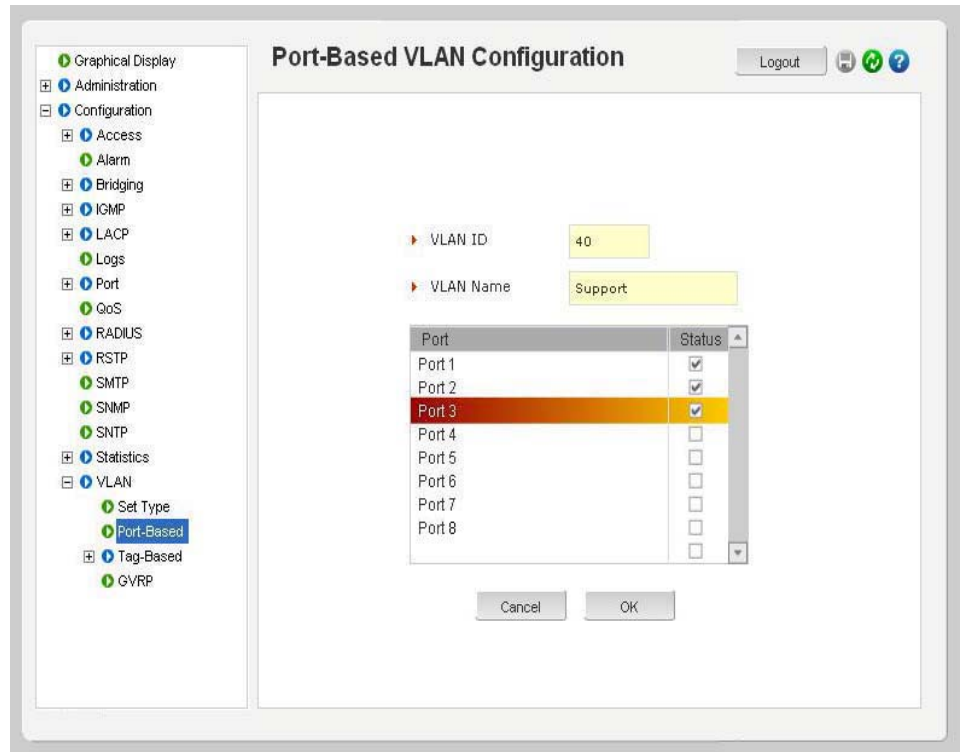 Port-Based VLAN Configuration
Logout
Graphical Display
Administration
Configuration
Access
Alarm
Bridging
IGMP
LACP
Logs
Port
QoS
RADIUS
RSTP
SMTP
SNMP
SNTP
Statistics
VLAN
Set Type
Port-Based
Tag-Based
GVRP
VLAN ID 40
VLAN Name Support
Port Status
Port 1
Port 2
Port 3
Port 4
Port 5
Port 6
Port 7
Port 8
Cancel OK